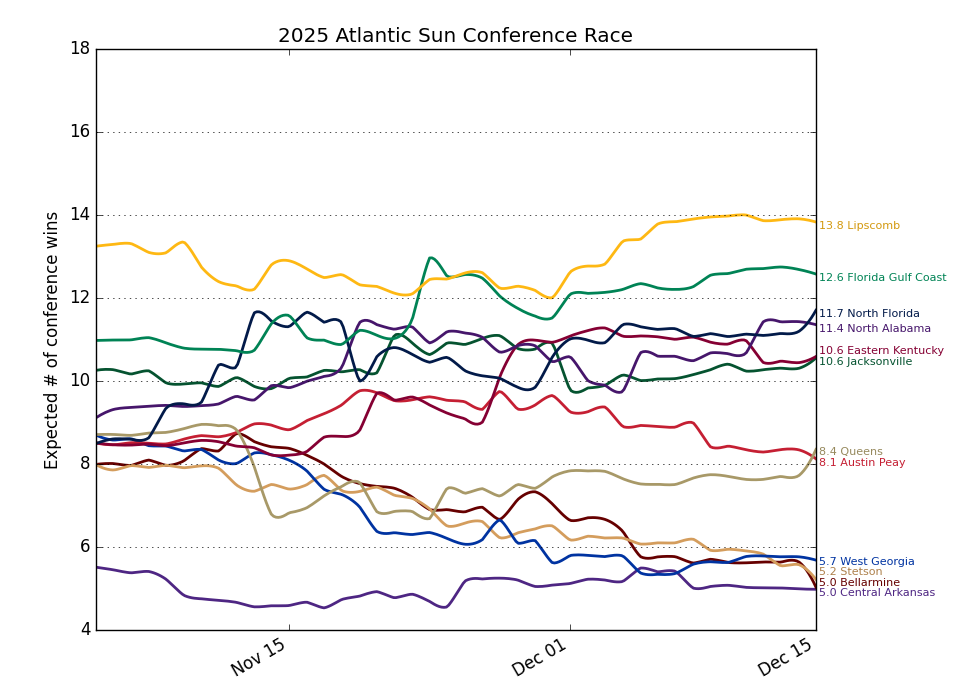 2025 Atlantic Sun Conference Race
Expected # of conference wins
18
16
14
12
10
8
6
4
Nov 15
Dec 01
Dec 15
13.8 Lipscomb
12.6 Florida Gulf Coast
11.7 North Florida
11.4 North Alabama
10.6 Eastern Kentucky
10.6 Jacksonville
8.4 Queens
8.1 Austin Peay
5.7 West Georgia
5.2 Stetson
5.0 Bellarmine
5.0 Central Arkansas